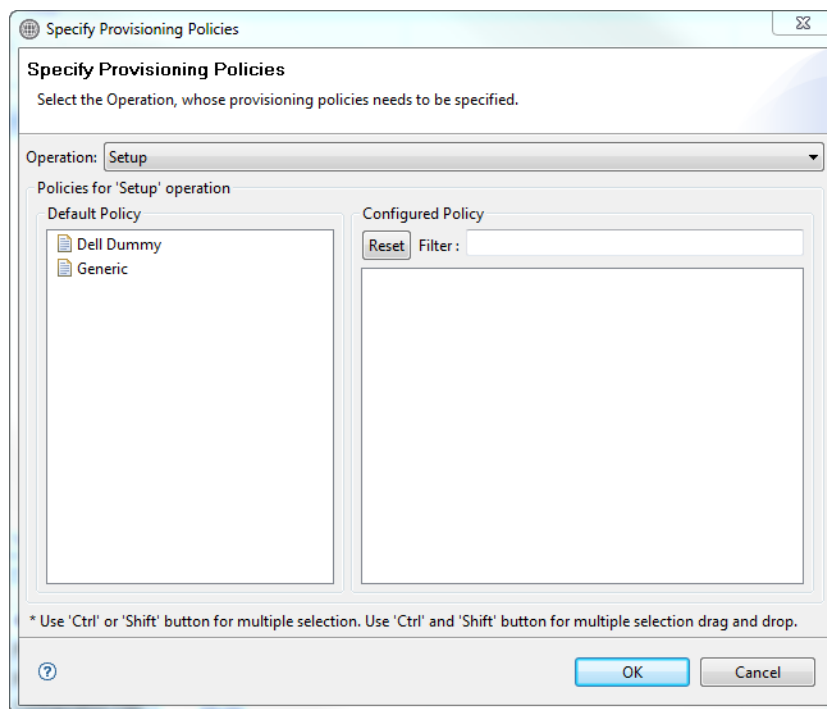 Specify Provisioning Policies
Specify Provisioning Policies
Select the Operation, whose provisioning policies needs to be specified.
Operation: Setup
Policies for 'Setup' operation
Default Policy
Dell Dummy
Generic
Configured Policy
Reset Filter :
* Use 'Ctrl' or 'Shift' button for multiple selection. Use 'Ctrl' and 'Shift' button for multiple selection drag and drop.
? OK Cancel